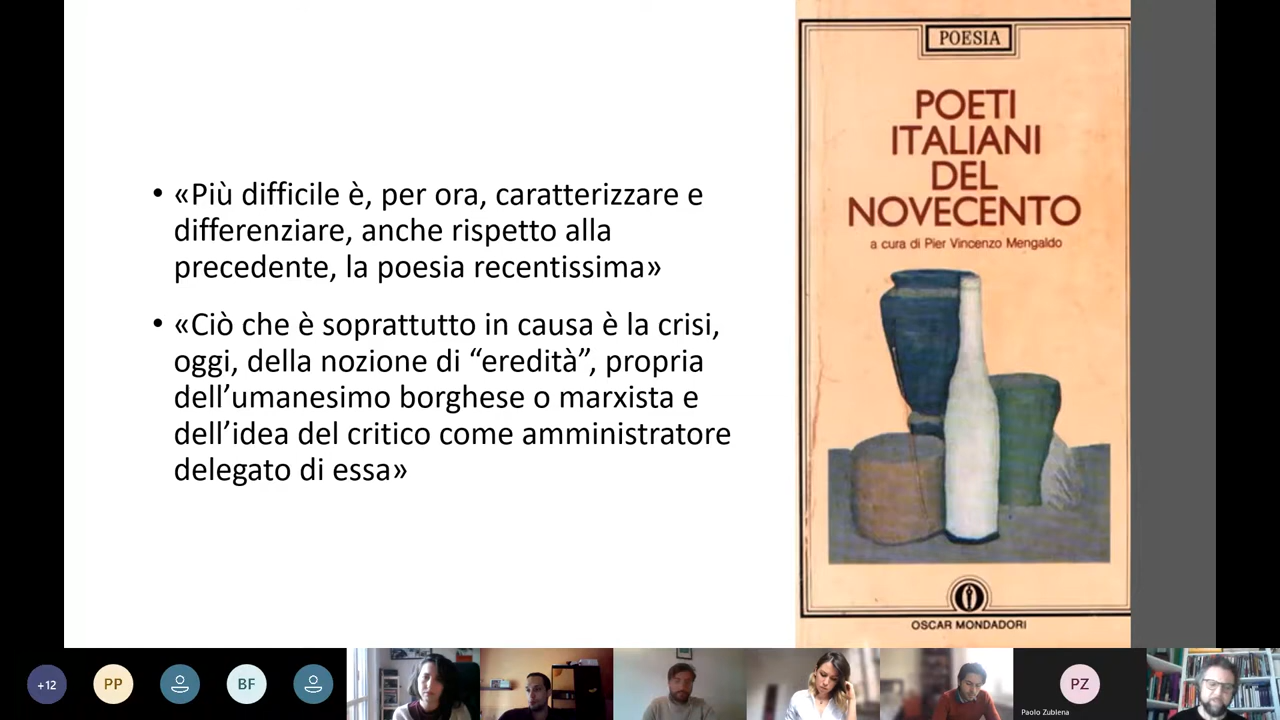 • «Più difficile è, per ora, caratterizzare e
differenziare, anche rispetto alla
precedente, la poesia recentissima»
• «Ciò che è soprattutto in causa è la crisi,
oggi, della nozione di “eredità”, propria
dell’umanesimo borghese o marxista e
dell’idea del critico come amministratore
delegato di essa»
POESIA
POETI
ITALIANI
DEL
NOVECENTO
a cura di Pier Vincenzo Mengaldo
OSCAR MONDADORI
+12
PP
BF
PZ
Paolo Zublena